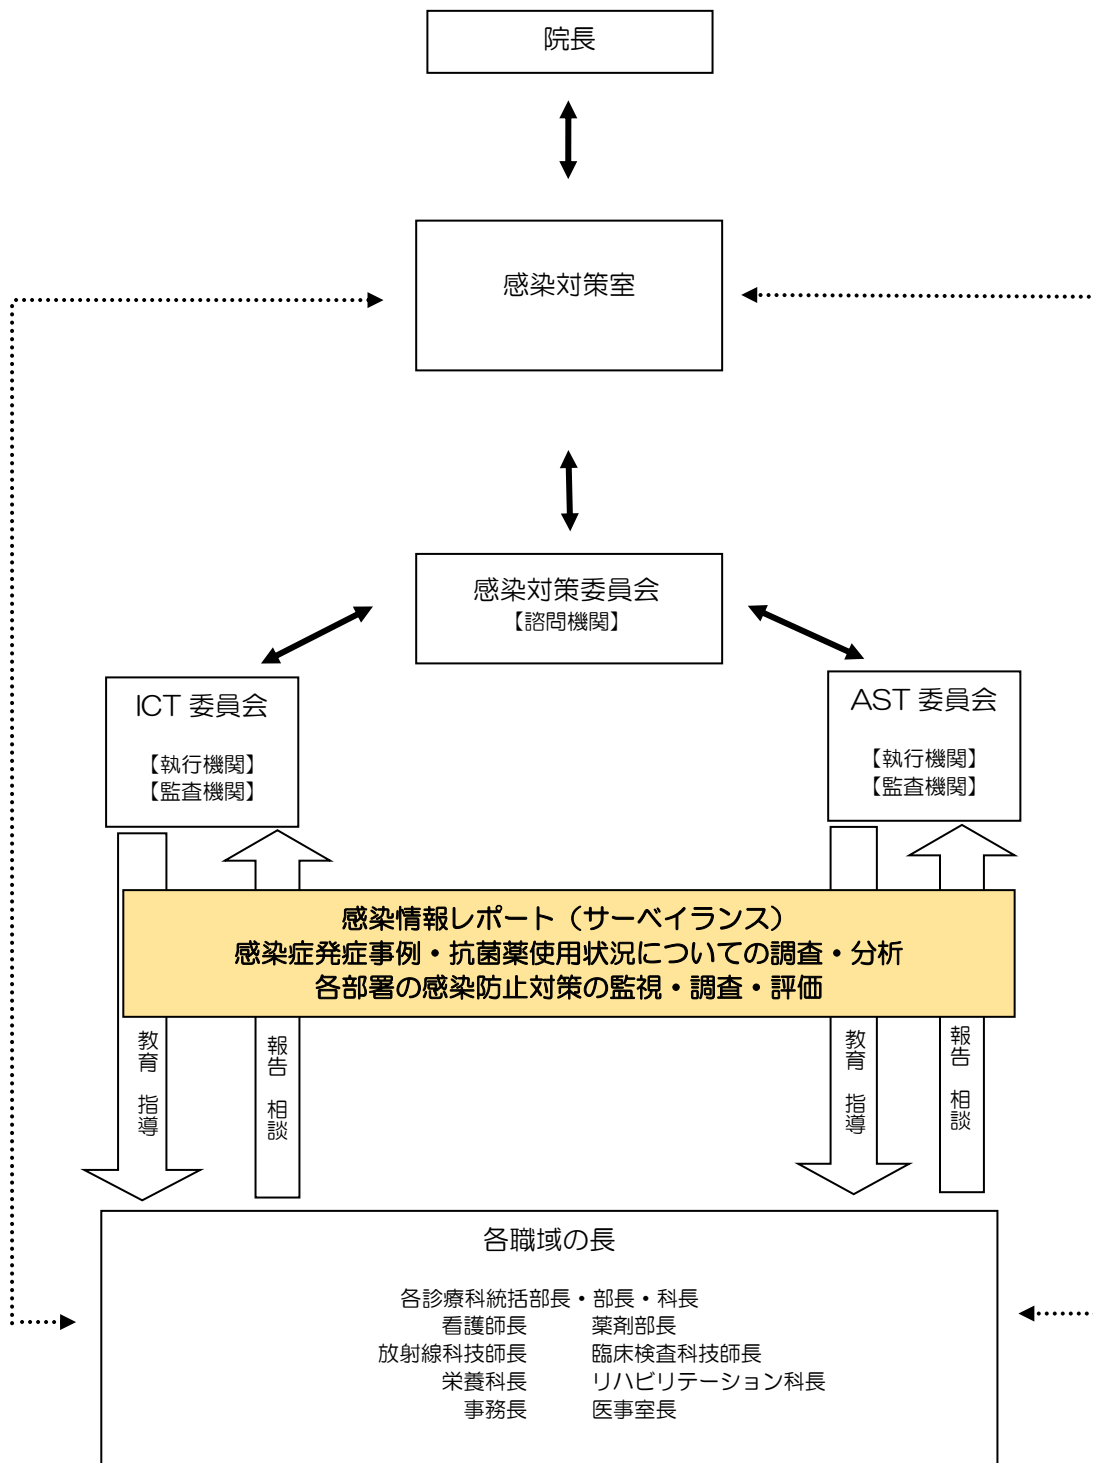 院長
感染対策室
感染対策委員会
【諮問機関】
ICT 委員会
【執行機関】
【監査機関】
AST 委員会
【執行機関】
【監査機関】
感染情報レポート（サーベイランス）
感染症発症事例・抗菌薬使用状況についての調査・分析
各部署の感染防止対策の監視・調査・評価
教育　指導
報告　相談
教育　指導
報告　相談
各職域の長
各診療科統括部長・部長・科長
看護師長　　　薬剤部長
放射線科技師長　　　臨床検査科技師長
栄養科長　　　リハビリテーション科長
事務長　　　医事室長